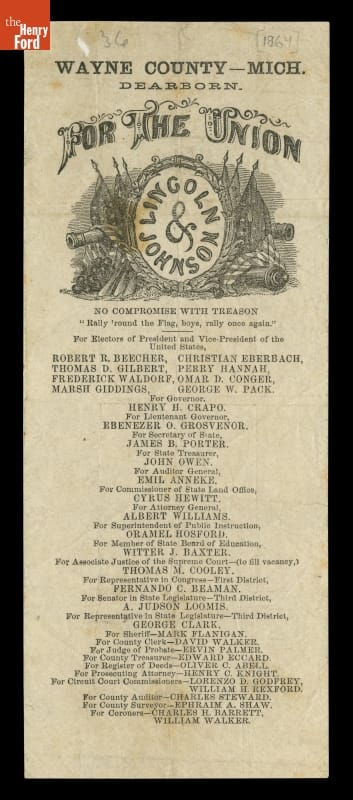 the
Henry
Ford
36
[1864]
WAYNE COUNTY—MICH.
DEARBORN.
FOR THE UNION
LINCOLN
&
JOHNSON
NO COMPROMISE WITH TREASON
"Rally 'round the Flag, boys, rally once again."
For Electors of President and Vice-President of the
United States,
ROBERT R. BEECHER, CHRISTIAN EBERBACH,
THOMAS D. GILBERT, PERRY HANNAH,
FREDERICK WALDORF, OMAR D. CONGER,
MARSH GIDDINGS, GEORGE W. PACK.
For Governor,
HENRY H. CRAPO.
For Lieutenant Governor,
EBENEZER O. GROSVENOR.
For Secretary of State,
JAMES B. PORTER.
For State Treasurer,
JOHN OWEN.
For Auditor General,
EMIL ANNEKE.
For Commissioner of State Land Office,
CYRUS HEWITT.
For Attorney General,
ALBERT WILLIAMS.
For Superintendent of Public Instruction,
ORAMEL HOSFORD.
For Member of State Board of Education,
WITTER J. BAXTER.
For Associate Justice of the Supreme Court—(to fill vacancy,)
THOMAS M. COOLEY.
For Representative in Congress—First District,
FERNANDO C. BEAMAN.
For Senator in State Legislature—Third District,
A. JUDSON LOOMIS.
For Representative in State Legislature—Third District,
GEORGE CLARK.
For Sheriff—MARK FLANIGAN.
For County Clerk—DAVID WALKER.
For Judge of Probate—ERVIN PALMER.
For County Treasurer—EDWARD ECCARD.
For Register of Deeds—OLIVER C. ABELL.
For Prosecuting Attorney—HENRY C. KNIGHT.
For Circuit Court Commissioners—LORENZO D. GODFREY,
WILLIAM H. REXFORD.
For County Auditor—CHARLES STEWARD.
For County Surveyor—EPHRAIM A. SHAW.
For Coroners—CHARLES H. BARRETT,
WILLIAM WALKER.